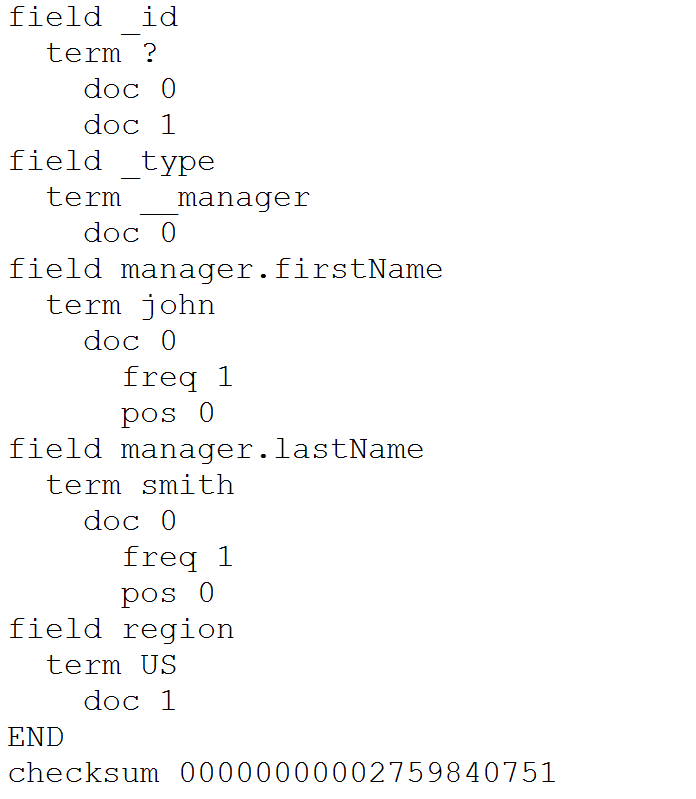 field _id
  term ?
    doc 0
    doc 1
field _type
  term __manager
    doc 0
field manager.firstName
  term john
    doc 0
      freq 1
      pos 0
field manager.lastName
  term smith
    doc 0
      freq 1
      pos 0
field region
  term US
    doc 1
END
checksum 00000000002759840751